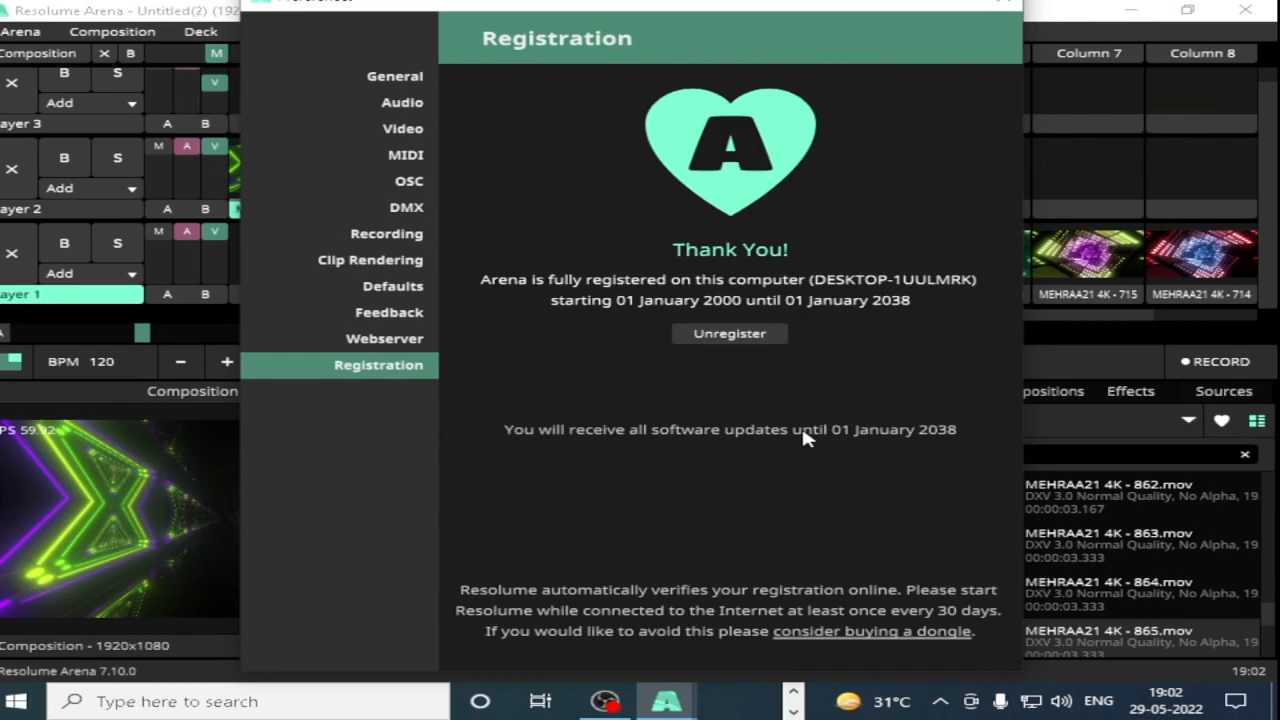 Resolume Arena - Untitled(2) (192
Registration
Arena Composition Deck
Composition X B M
Column 7 Column 8
B S V
Add
ayer 3 A B
B S M A V
Add
ayer 2 A B
B S M A V
Add
ayer 1 A B
BPM 120 - +
Composition
PS 59.92
Composition - 1920x1080
Resolume Arena 7.10.0
General
Audio
Video
MIDI
OSC
DMX
Recording
Clip Rendering
Defaults
Feedback
Webserver
Registration
A
Thank You!
Arena is fully registered on this computer (DESKTOP-1UULMRK)
starting 01 January 2000 until 01 January 2038
Unregister
You will receive all software updates until 01 January 2038
Resolume automatically verifies your registration online. Please start
Resolume while connected to the Internet at least once every 30 days.
If you would like to avoid this please consider buying a dongle.
MEHRAA21 4K - 715 MEHRAA21 4K - 714
RECORD
positions Effects Sources
MEHRAA21 4K - 862.mov
DXV 3.0 Normal Quality, No Alpha, 19
00:00:03.167
MEHRAA21 4K - 863.mov
DXV 3.0 Normal Quality, No Alpha, 19
00:00:03.333
MEHRAA21 4K - 864.mov
DXV 3.0 Normal Quality, No Alpha, 19
00:00:03.333
MEHRAA21 4K - 865.mov
DXV 3.0 Normal Quality, No Alpha, 19
00:00:03.333
19:02
Type here to search
31°C ENG
19:02
29-05-2022